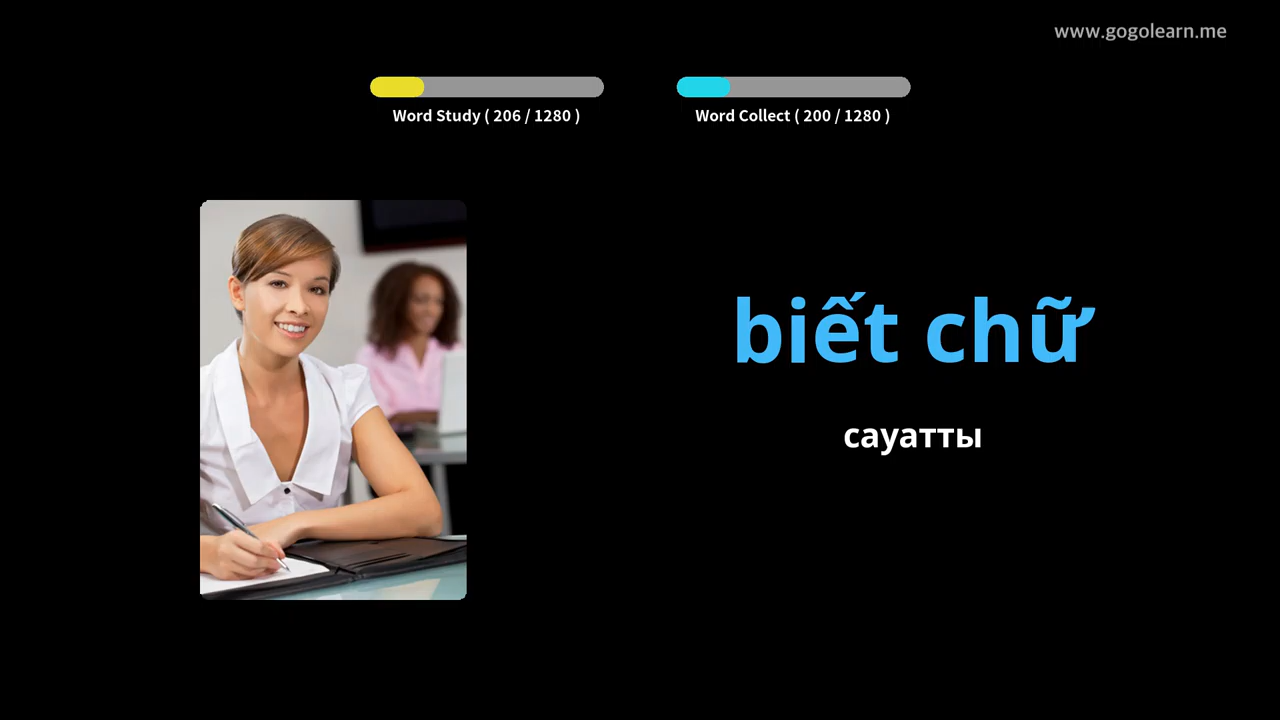 www.gogolearn.me
Word Study ( 206 / 1280 )
Word Collect ( 200 / 1280 )
biết chữ
сауатты